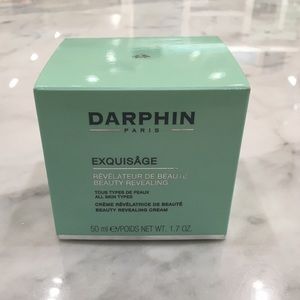 DARPHIN
PARIS
EXQUISÂGE
RÉVÉLATEUR DE BEAUTÉ
BEAUTY REVEALING
TOUS TYPES DE PEAUX
ALL SKIN TYPES
CRÈME RÉVÉLATRICE DE BEAUTÉ
BEAUTY REVEALING CREAM
50 ml ℮/POIDS NET WT. 1.7 OZ.